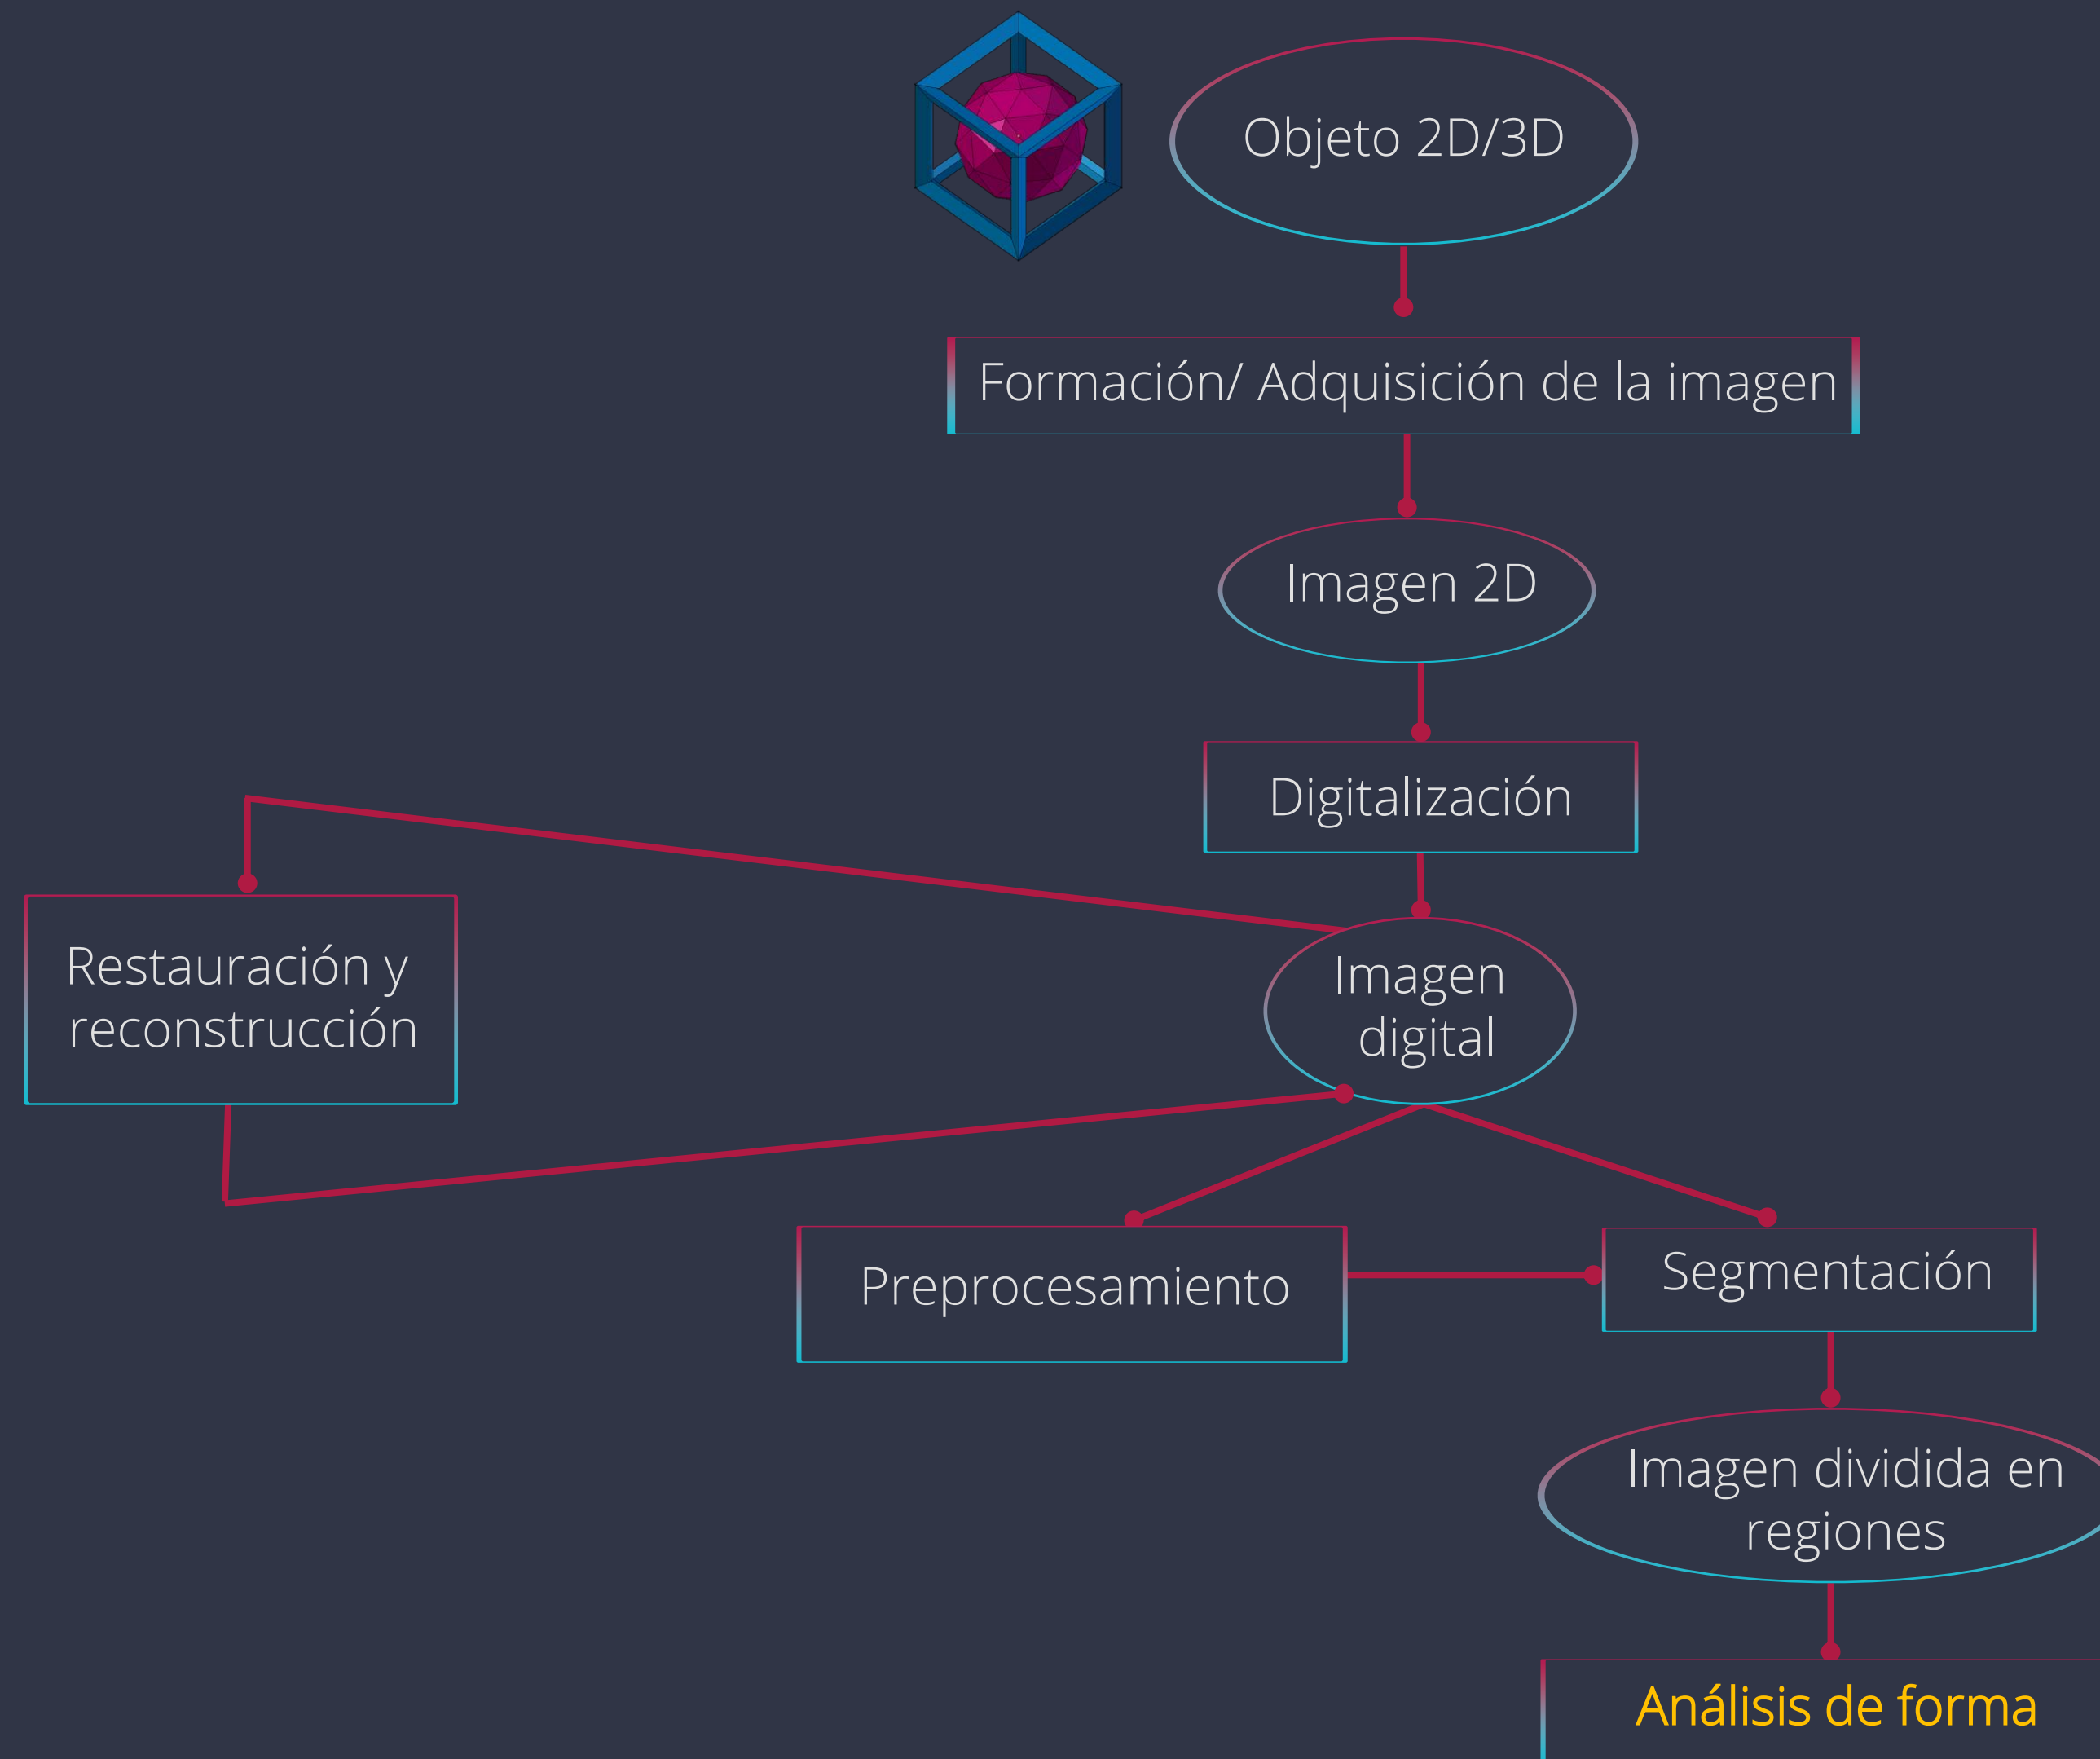 Objeto 2D/3D
Formación/ Adquisición de la imagen
Imagen 2D
Digitalización
Restauración y
reconstrucción
Imagen
digital
Preprocesamiento
Segmentación
Imagen dividida en
regiones
Análisis de forma